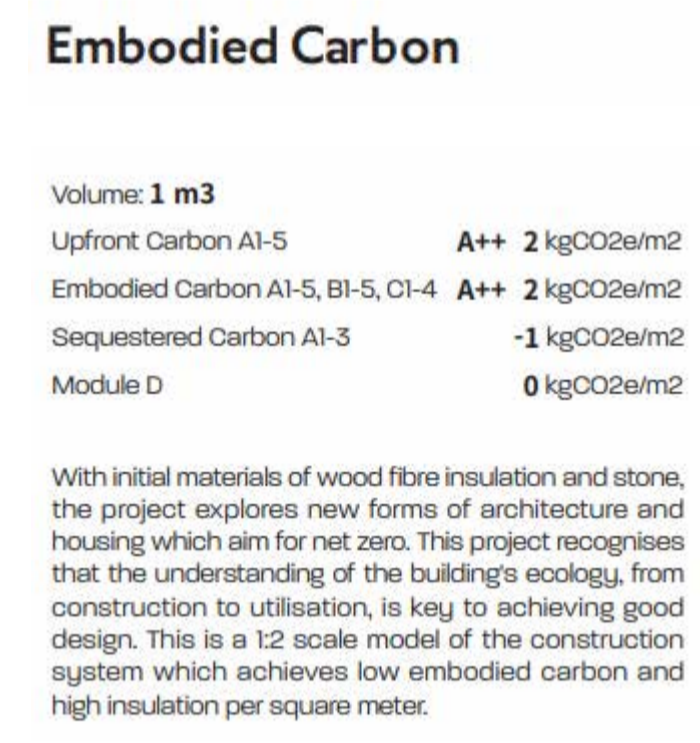 Embodied Carbon
Volume: 1 m3
Upfront Carbon A1-5 A++ 2 kgCO2e/m2
Embodied Carbon A1-5, B1-5, C1-4 A++ 2 kgCO2e/m2
Sequestered Carbon A1-3 -1 kgCO2e/m2
Module D 0 kgCO2e/m2
With initial materials of wood fibre insulation and stone,
the project explores new forms of architecture and
housing which aim for net zero. This project recognises
that the understanding of the building's ecology, from
construction to utilisation, is key to achieving good
design. This is a 1:2 scale model of the construction
system which achieves low embodied carbon and
high insulation per square meter.